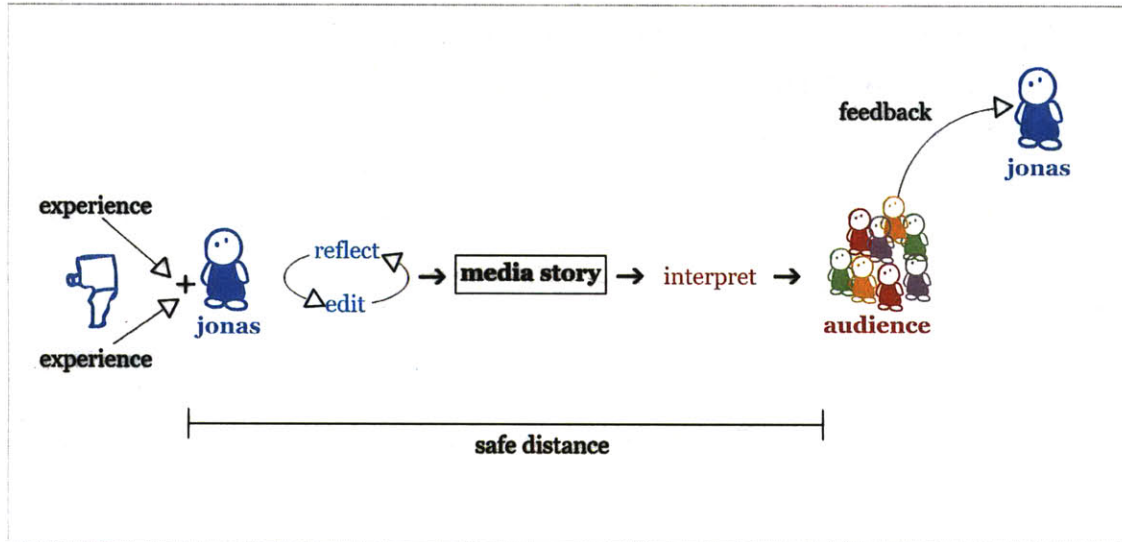 experience
experience
jonas
reflect
edit
media story
interpret
audience
feedback
jonas
safe distance